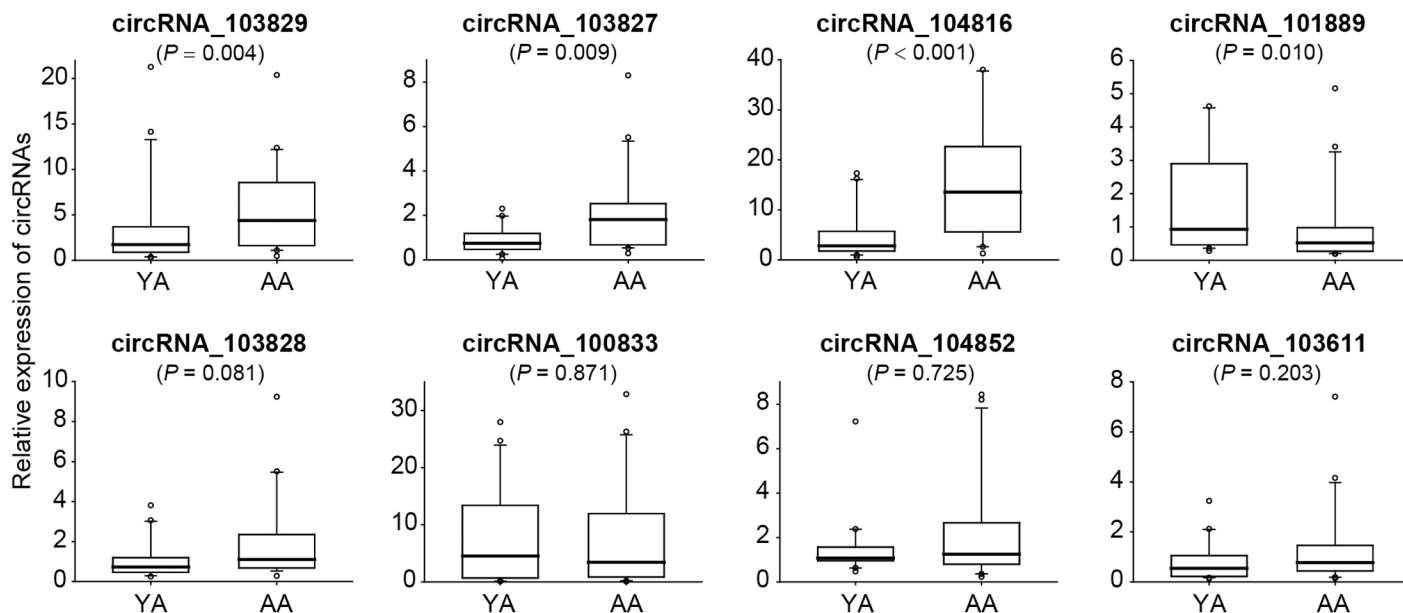 Relative expression of circRNAs
circRNA_103829
(P = 0.004)
20
15
10
5
0
YA AA
circRNA_103827
(P = 0.009)
8
6
4
2
0
YA AA
circRNA_104816
(P < 0.001)
40
30
20
10
0
YA AA
circRNA_101889
(P = 0.010)
6
5
4
3
2
1
0
YA AA
circRNA_103828
(P = 0.081)
10
8
6
4
2
0
YA AA
circRNA_100833
(P = 0.871)
30
20
10
0
YA AA
circRNA_104852
(P = 0.725)
8
6
4
2
0
YA AA
circRNA_103611
(P = 0.203)
8
6
4
2
0
YA AA